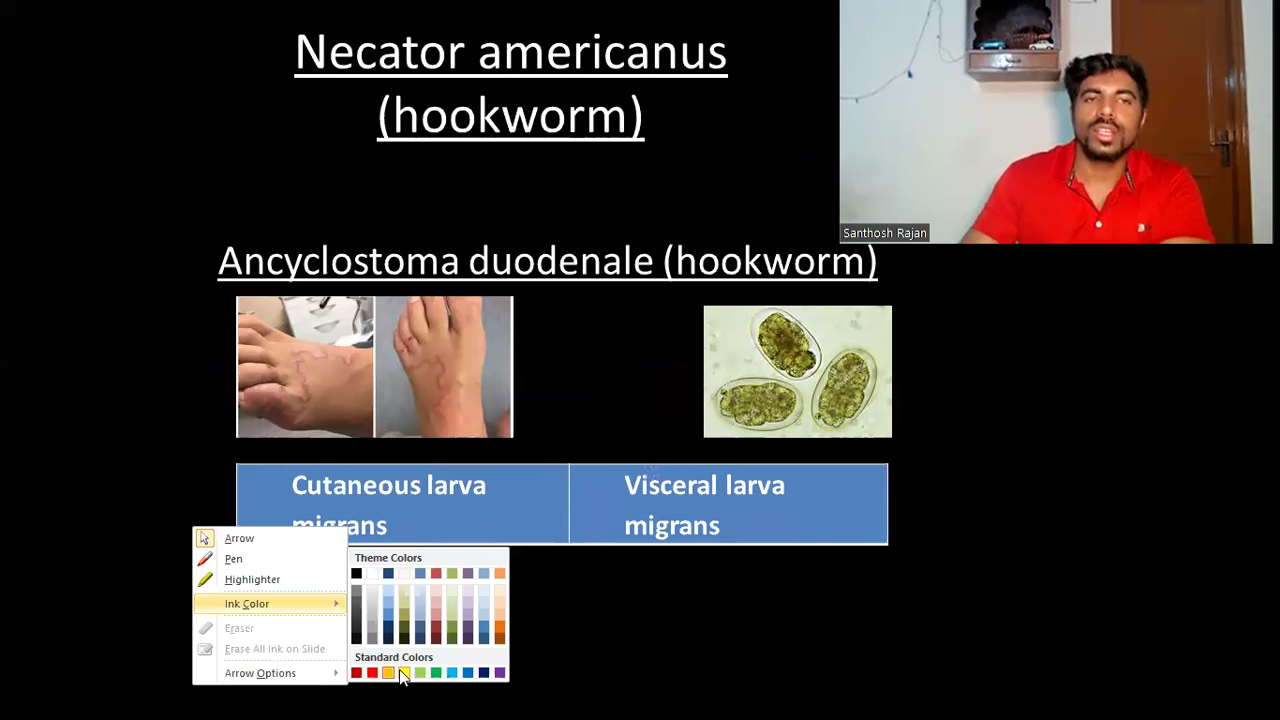 Necator americanus
(hookworm)
Santhosh Rajan
Ancyclostoma duodenale (hookworm)
Cutaneous larva
migrans
Visceral larva
migrans
Arrow
Pen
Highlighter
Ink Color
Eraser
Erase All Ink on Slide
Arrow Options
Theme Colors
Standard Colors